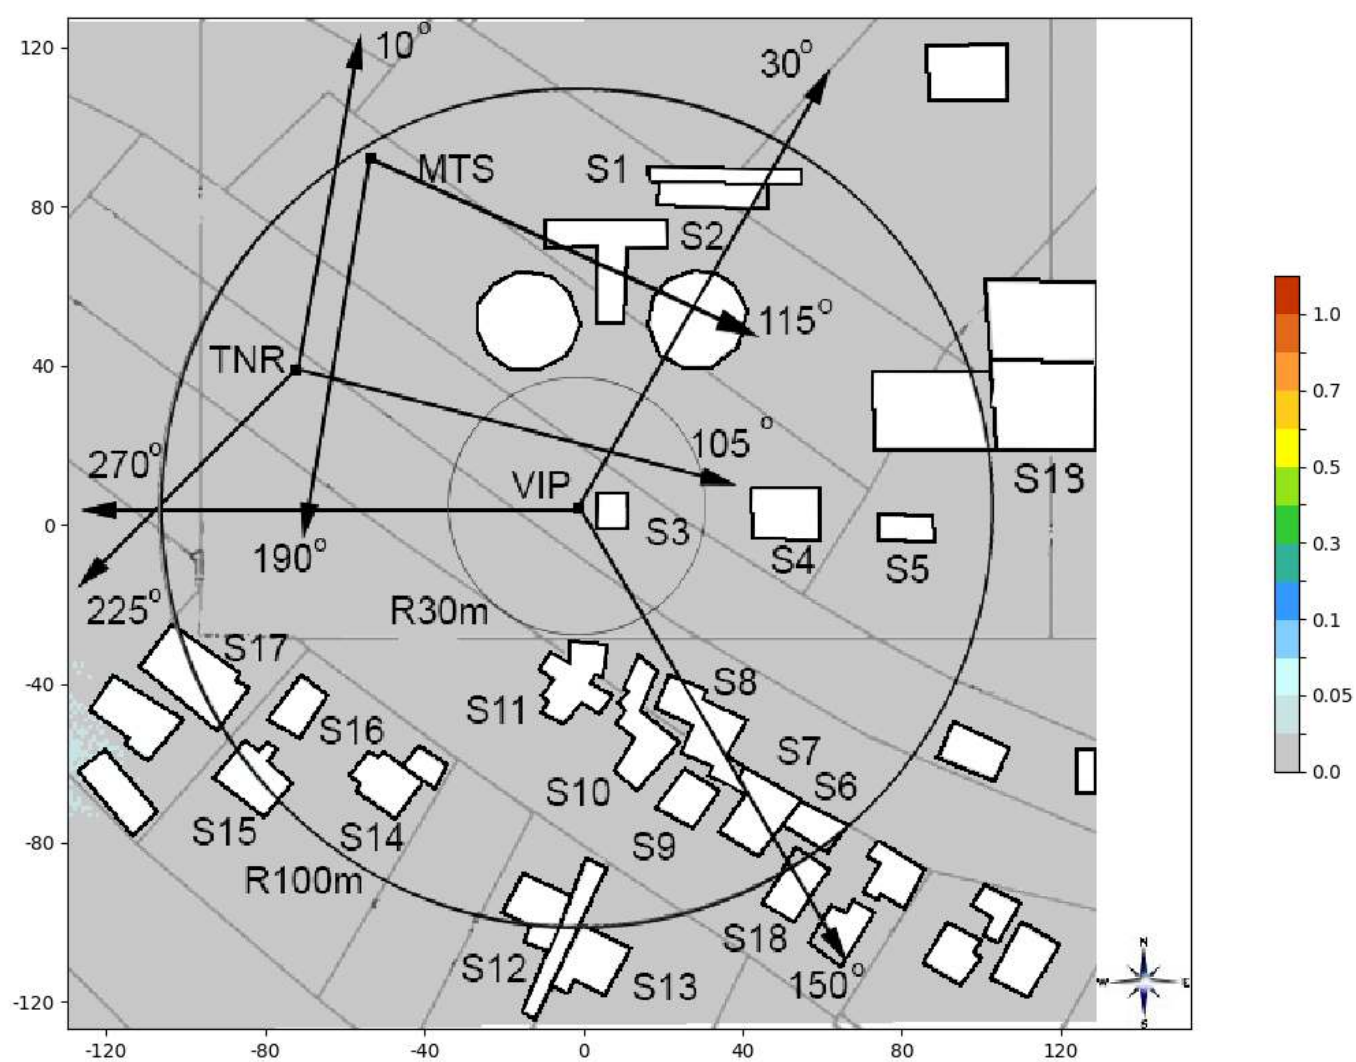 120
80
40
0
-40
-80
-120
-120
-80
-40
0
40
80
120
10°
30°
MTS
S1
S2
115°
TNR
105 °
270°
VIP
S3
S4
S5
S13
190°
225°
R30m
S17
S16
S11
S8
S7
S6
S10
S9
S15
S14
R100m
S12
S13
S18
150°
1.0
0.7
0.5
0.3
0.1
0.05
0.0
N
W
E
S